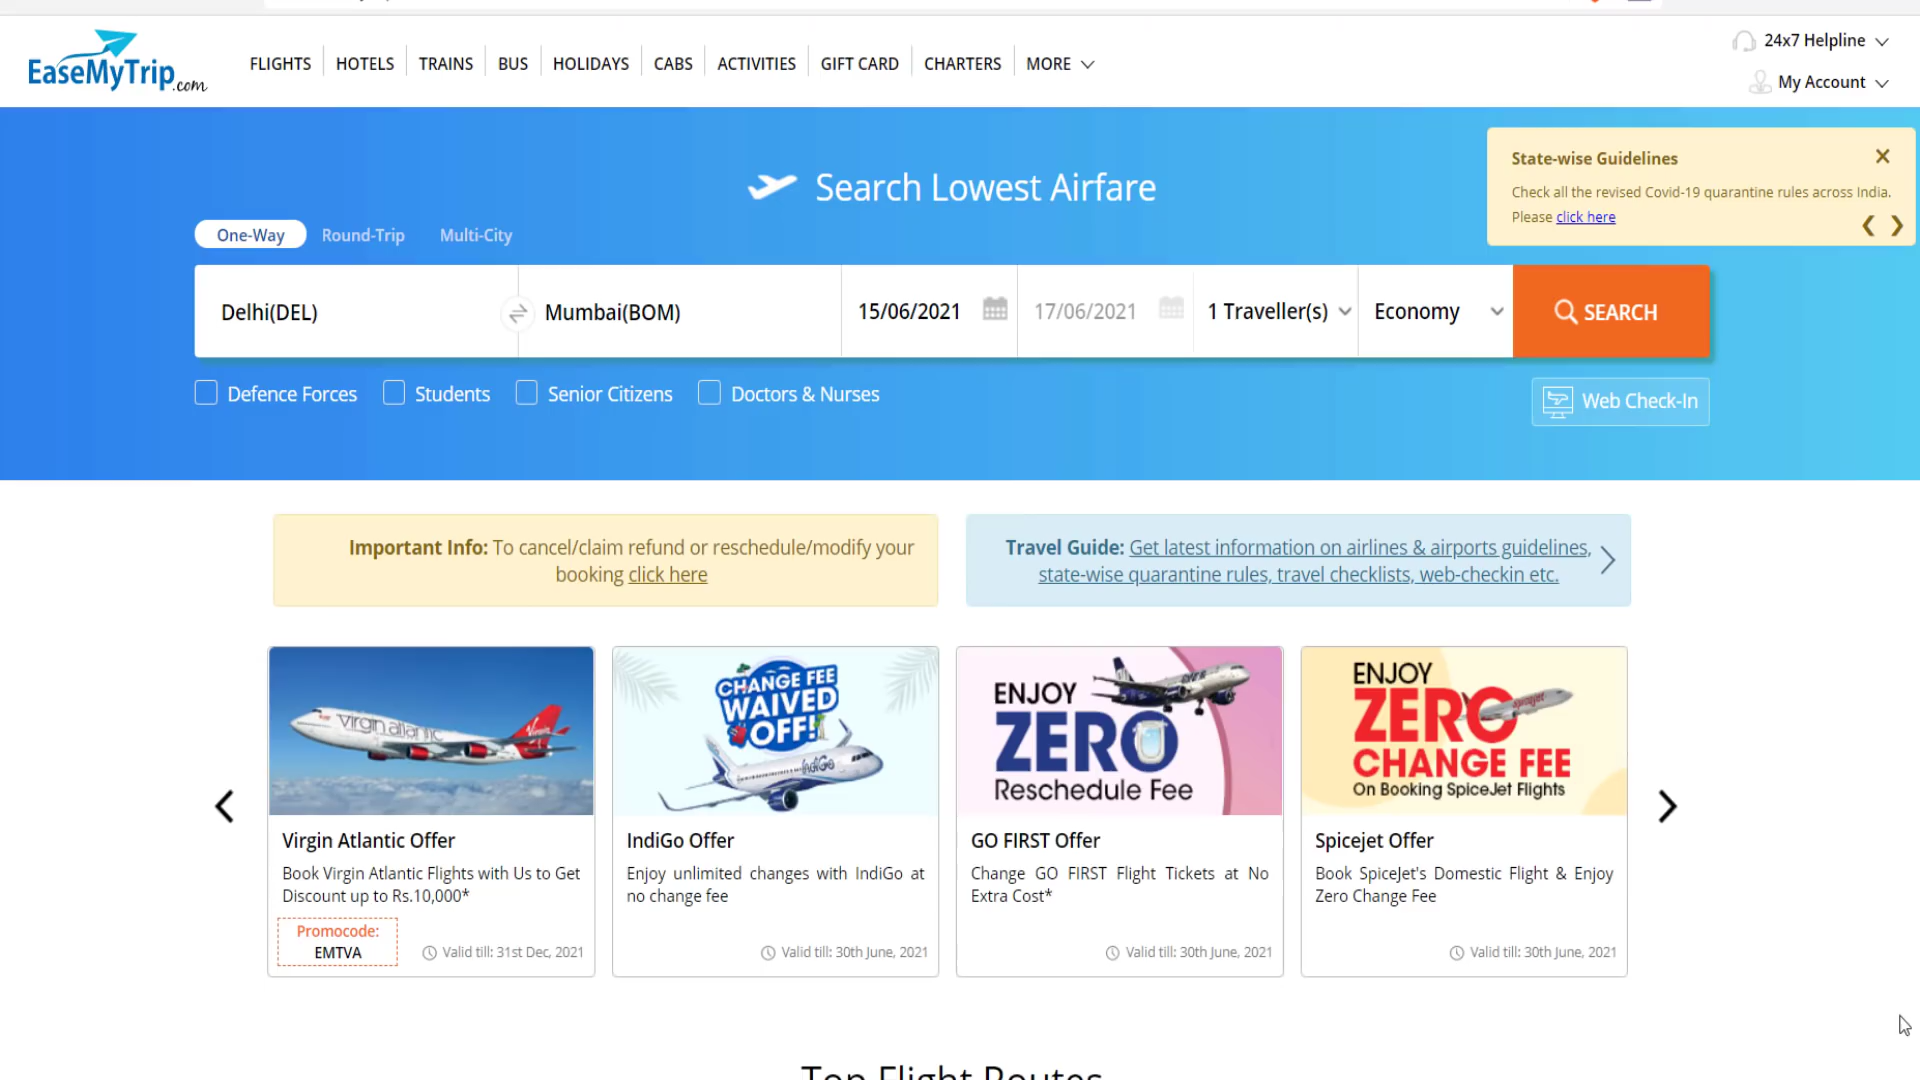 EaseMyTrip.com
FLIGHTS HOTELS TRAINS BUS HOLIDAYS CABS ACTIVITIES GIFT CARD CHARTERS MORE
24x7 Helpline
My Account
State-wise Guidelines
Check all the revised Covid-19 quarantine rules across India.
Please click here
Search Lowest Airfare
One-Way Round-Trip Multi-City
Delhi(DEL) Mumbai(BOM) 15/06/2021 17/06/2021 1 Traveller(s) Economy SEARCH
Defence Forces Students Senior Citizens Doctors & Nurses
Web Check-In
Important Info: To cancel/claim refund or reschedule/modify your
booking click here
Travel Guide: Get latest information on airlines & airports guidelines,
state-wise quarantine rules, travel checklists, web-checkin etc.
virgin atlantic
Virgin Atlantic Offer
Book Virgin Atlantic Flights with Us to Get
Discount up to Rs.10,000*
Promocode:
EMTVA
Valid till: 31st Dec, 2021
CHANGE FEE
WAIVED
OFF!
IndiGo
IndiGo Offer
Enjoy unlimited changes with IndiGo at
no change fee
Valid till: 30th June, 2021
ENJOY
ZERO
Reschedule Fee
GO FIRST Offer
Change GO FIRST Flight Tickets at No
Extra Cost*
Valid till: 30th June, 2021
ENJOY
ZERO
CHANGE FEE
On Booking SpiceJet Flights
Spicejet Offer
Book SpiceJet's Domestic Flight & Enjoy
Zero Change Fee
Valid till: 30th June, 2021
Top Flight Routes